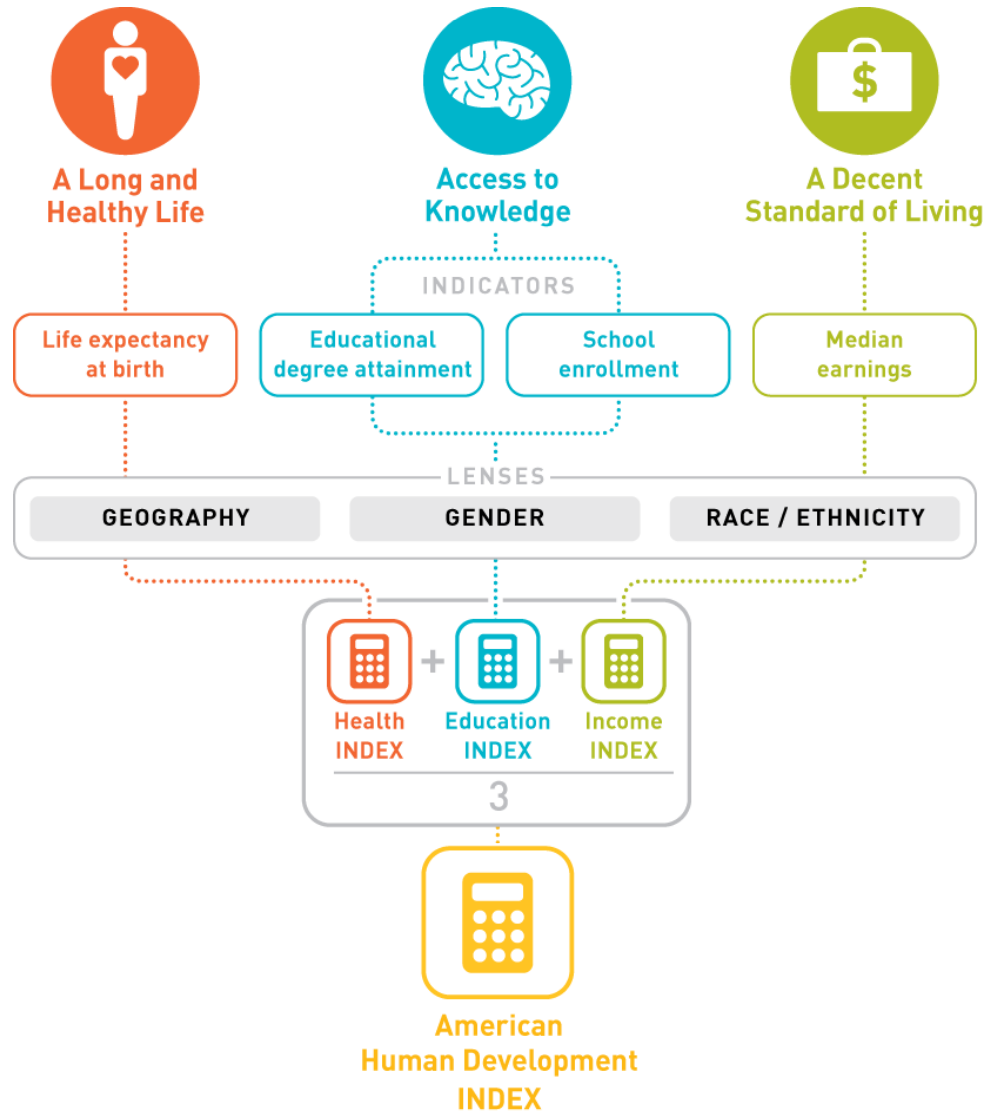 $
A Long and
Healthy Life
Access to
Knowledge
A Decent
Standard of Living
INDICATORS
Life expectancy
at birth
Educational
degree attainment
School
enrollment
Median
earnings
LENSES
GEOGRAPHY
GENDER
RACE / ETHNICITY
+ +
Health
INDEX
Education
INDEX
Income
INDEX
3
American
Human Development
INDEX